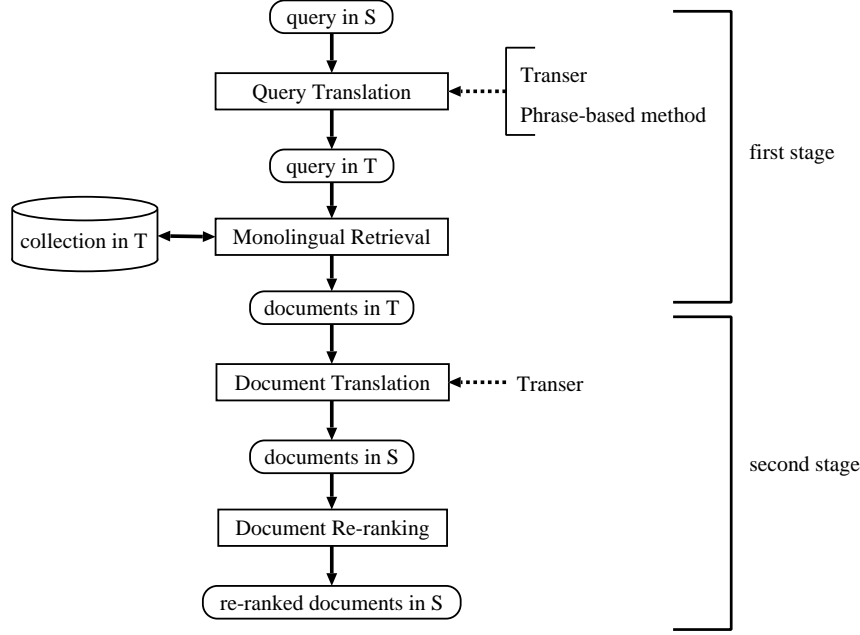 query in S
Query Translation
Transer
Phrase-based method
first stage
query in T
collection in T
Monolingual Retrieval
documents in T
Document Translation
Transer
documents in S
second stage
Document Re-ranking
re-ranked documents in S